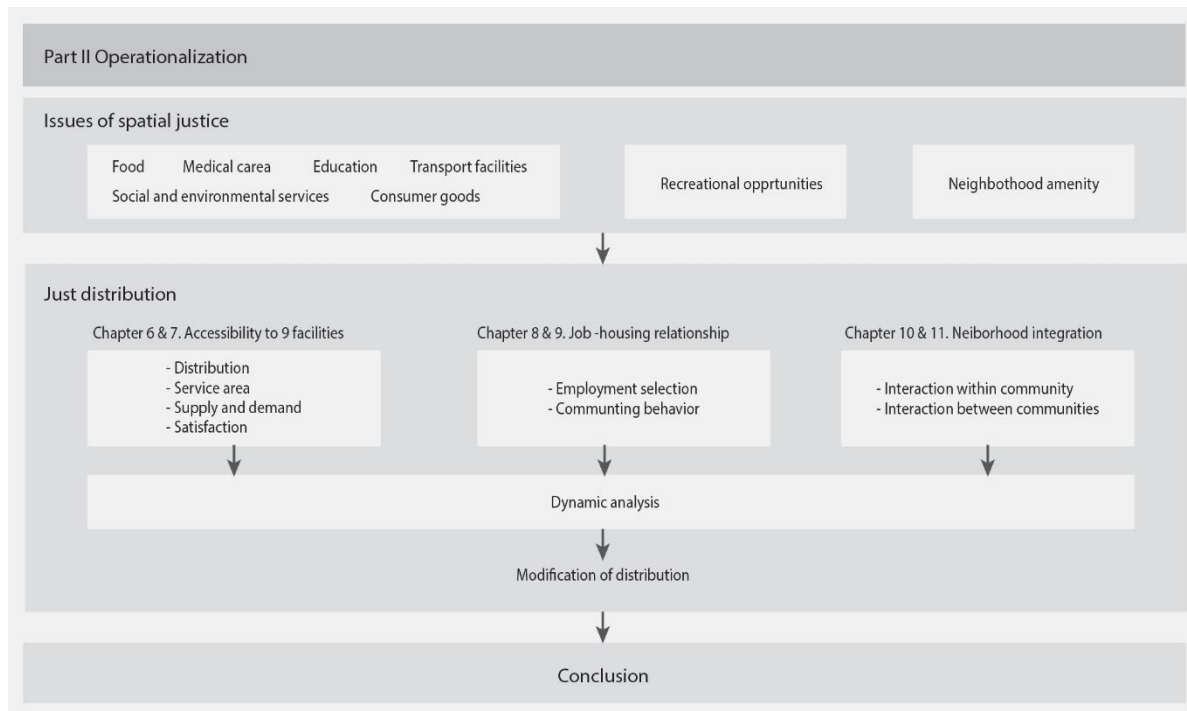 Part II Operationalization
Issues of spatial justice
Food Medical carea Education Transport facilities
Social and environmental services Consumer goods
Recreational opprtunities
Neighbothood amenity
Just distribution
Chapter 6 & 7. Accessibility to 9 facilities
- Distribution
- Service area
- Supply and demand
- Satisfaction
Chapter 8 & 9. Job -housing relationship
- Employment selection
- Communting behavior
Chapter 10 & 11. Neiborhood integration
- Interaction within community
- Interaction between communities
Dynamic analysis
Modification of distribution
Conclusion